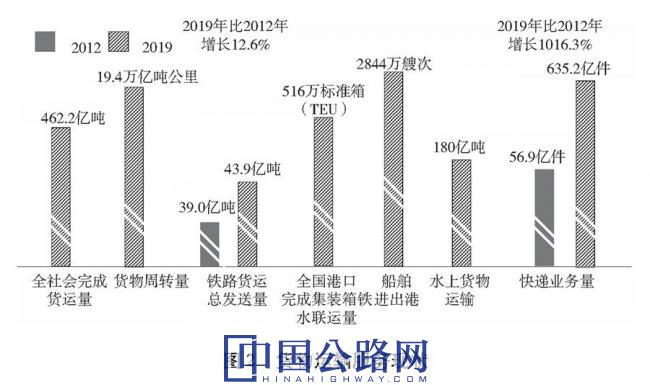 2012
2019
2019年比2012年
增长12.6%
2019年比2012年
增长1016.3%
462.2亿吨
19.4万亿吨公里
39.0亿吨
43.9亿吨
516万标准箱
（TEU）
2844万艘次
180亿吨
56.9亿件
635.2亿件
全社会完成
货运量
货物周转量
铁路货运
总发送量
全国港口
完成集装箱铁
水联运量
船舶
进出港
水上货物
运输
快递业务量
图2
中国公路网
CHINAHIGHWAY.COM